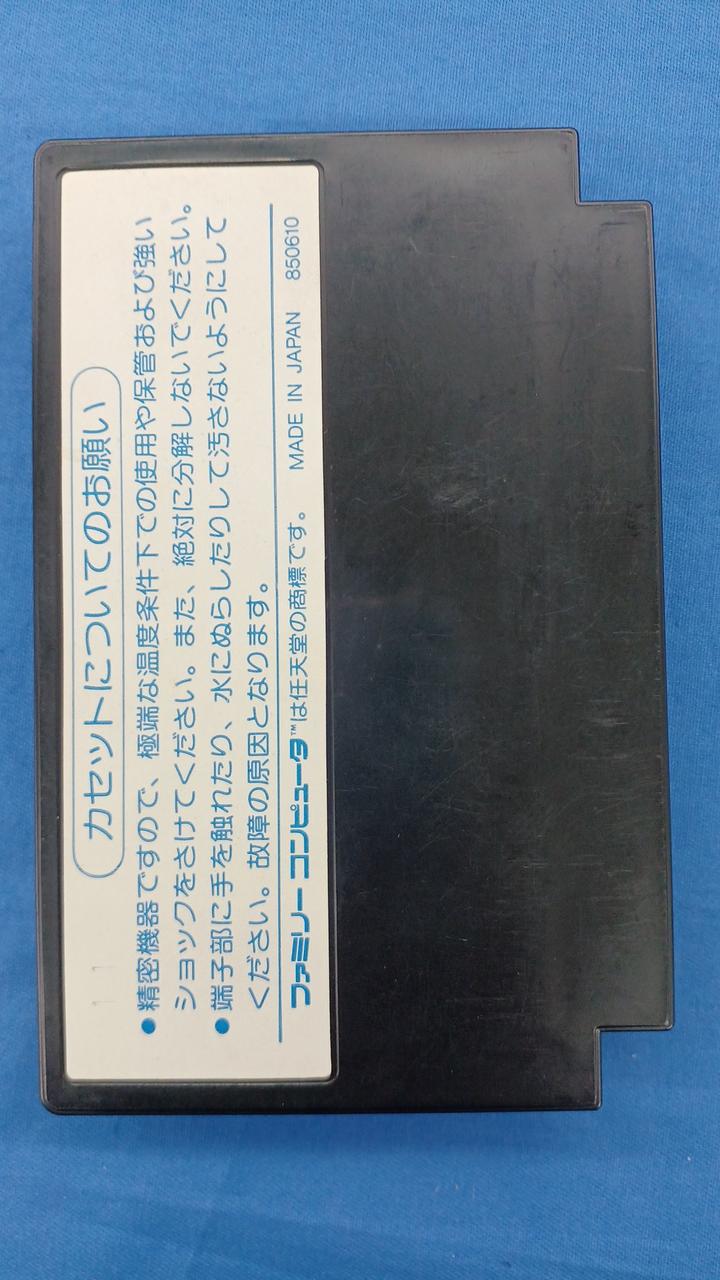 カセットについてのお願い
●精密機器ですので、極端な温度条件下での使用や保管および強い
ショックをさけてください。また、絶対に分解しないでください。
●端子部に手を触れたり、水にぬらしたりして汚さないようにして
ください。故障の原因となります。
ファミリー コンピュータ™は任天堂の商標です。 MADE IN JAPAN 850610